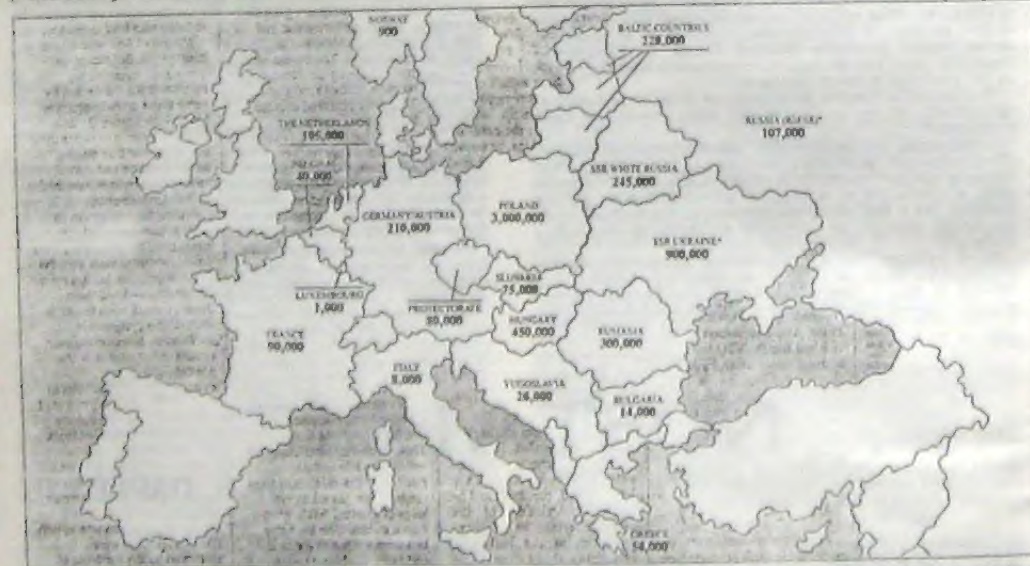 NORWAY
900
BALTIC COUNTRIES
228,000
RUSSIA (RSFSR)*
107,000
THE NETHERLANDS
105,000
BELGIUM
40,000
SSR WHITE RUSSIA
245,000
POLAND
3,000,000
GERMANY/AUSTRIA
210,000
SSR UKRAINE*
900,000
SLOVAKIA
75,000
LUXEMBOURG
1,000
PROTECTORATE
80,000
HUNGARY
450,000
RUMANIA
300,000
FRANCE
90,000
ITALY
8,000
YUGOSLAVIA
26,000
BULGARIA
14,000
GREECE
54,000